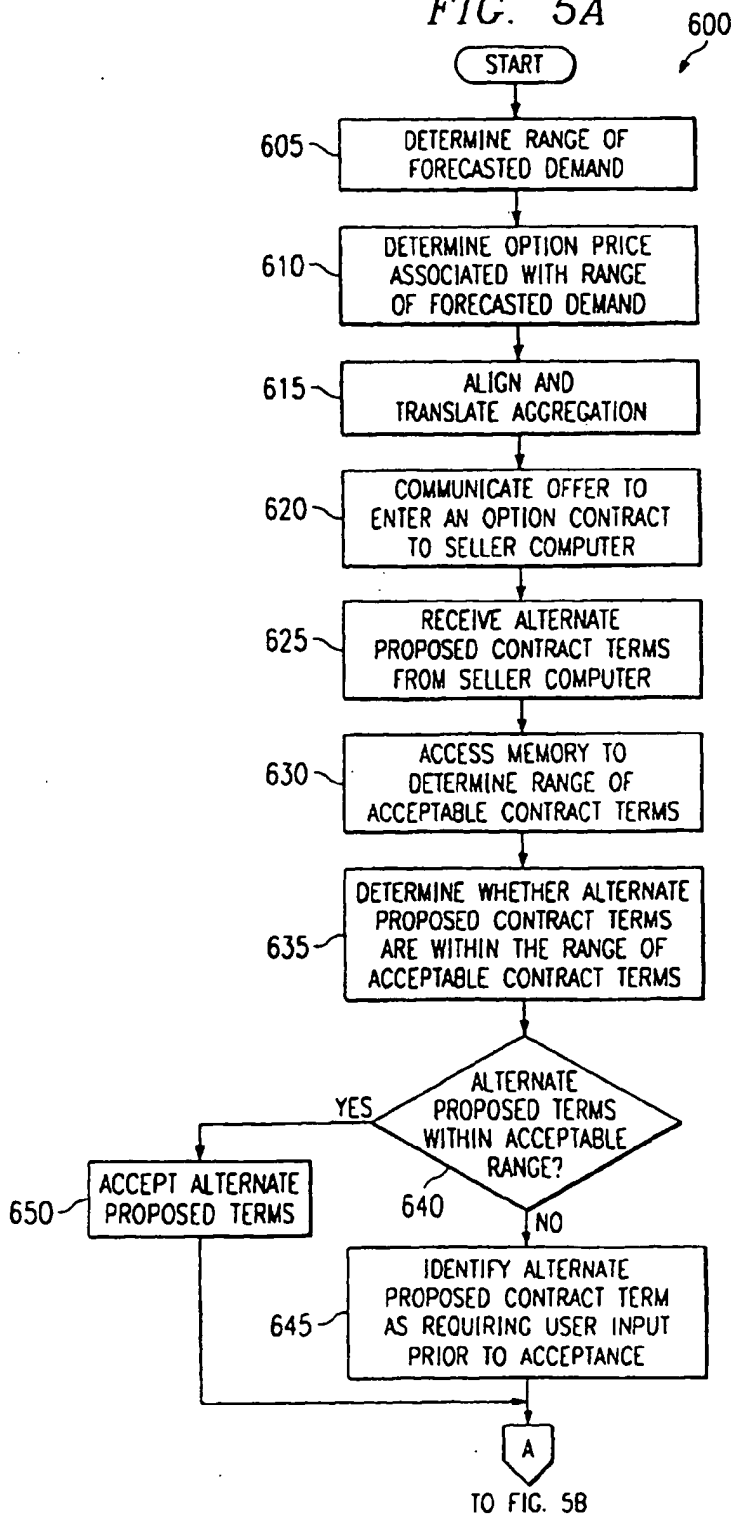 FIG. 5A
600
START
605
DETERMINE RANGE OF
FORECASTED DEMAND
610
DETERMINE OPTION PRICE
ASSOCIATED WITH RANGE
OF FORECASTED DEMAND
615
ALIGN AND
TRANSLATE AGGREGATION
620
COMMUNICATE OFFER TO
ENTER AN OPTION CONTRACT
TO SELLER COMPUTER
625
RECEIVE ALTERNATE
PROPOSED CONTRACT TERMS
FROM SELLER COMPUTER
630
ACCESS MEMORY TO
DETERMINE RANGE OF
ACCEPTABLE CONTRACT TERMS
635
DETERMINE WHETHER ALTERNATE
PROPOSED CONTRACT TERMS
ARE WITHIN THE RANGE OF
ACCEPTABLE CONTRACT TERMS
ALTERNATE
PROPOSED TERMS
WITHIN ACCEPTABLE
RANGE?
640
YES
NO
650
ACCEPT ALTERNATE
PROPOSED TERMS
645
IDENTIFY ALTERNATE
PROPOSED CONTRACT TERM
AS REQUIRING USER INPUT
PRIOR TO ACCEPTANCE
A
TO FIG. 5B